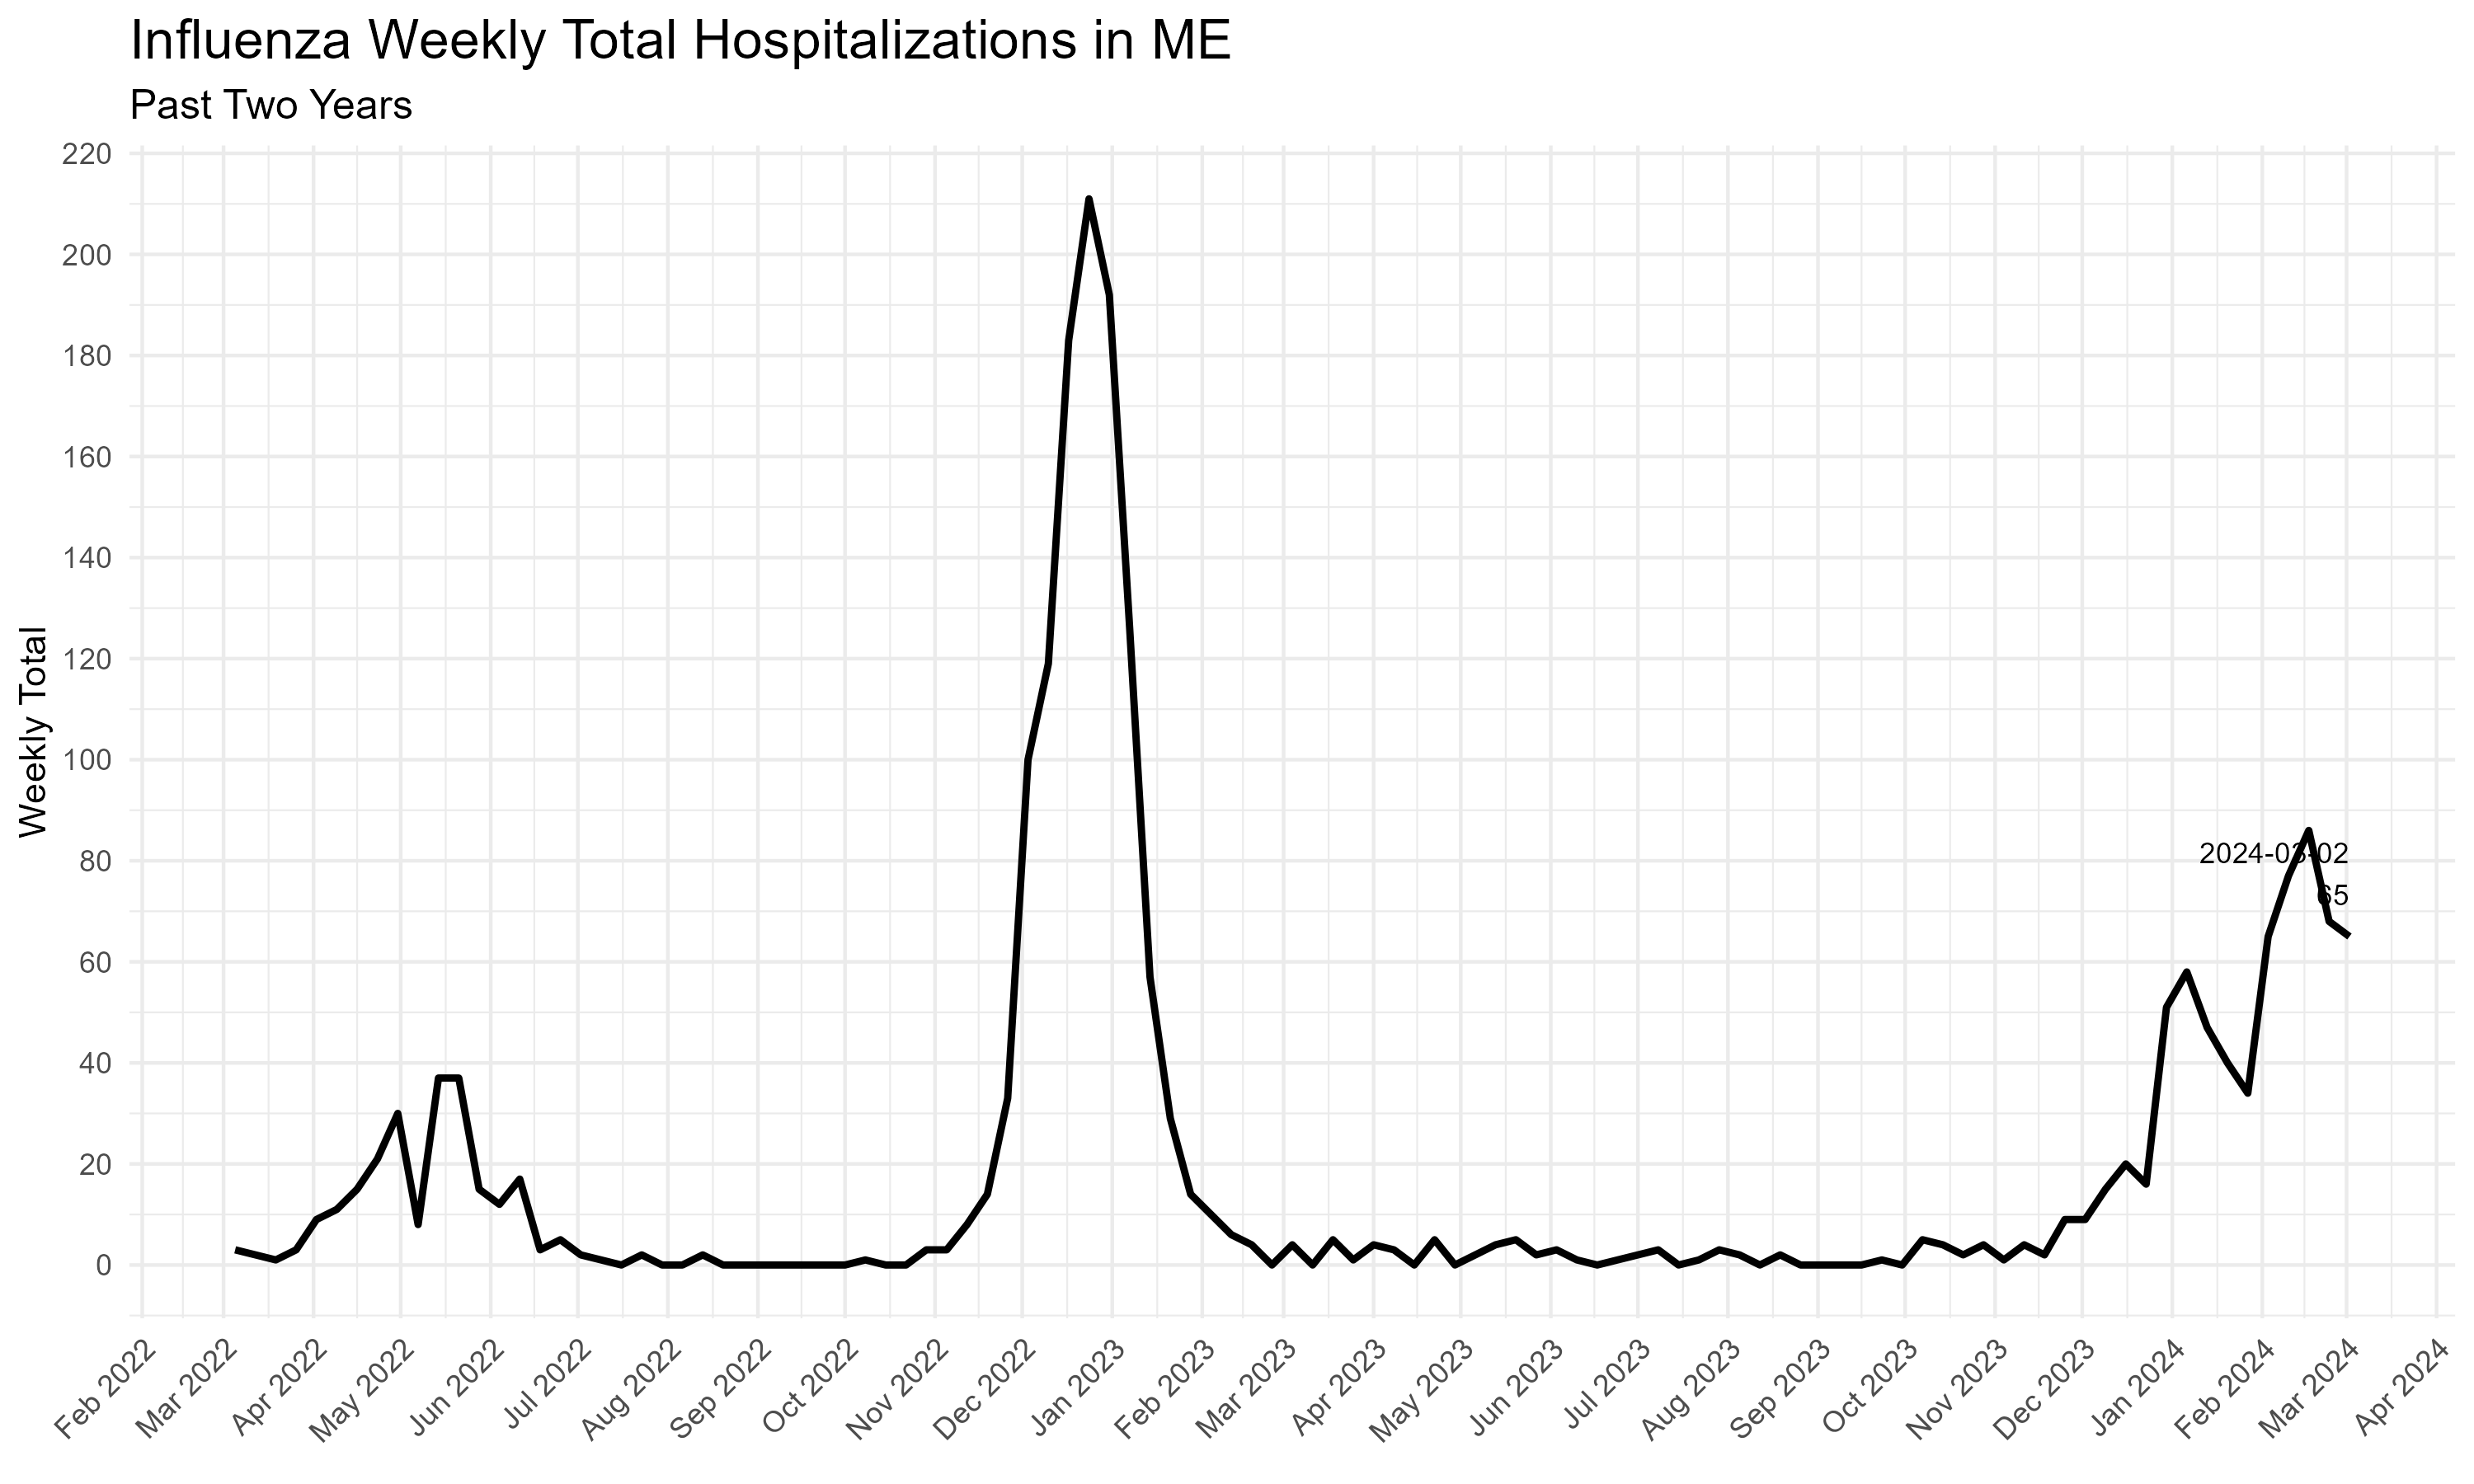 Influenza Weekly Total Hospitalizations in ME
Past Two Years
Weekly Total
220
200
180
160
140
120
100
80
60
40
20
0
2024-03-02
65
Feb 2022
Mar 2022
Apr 2022
May 2022
Jun 2022
Jul 2022
Aug 2022
Sep 2022
Oct 2022
Nov 2022
Dec 2022
Jan 2023
Feb 2023
Mar 2023
Apr 2023
May 2023
Jun 2023
Jul 2023
Aug 2023
Sep 2023
Oct 2023
Nov 2023
Dec 2023
Jan 2024
Feb 2024
Mar 2024
Apr 2024